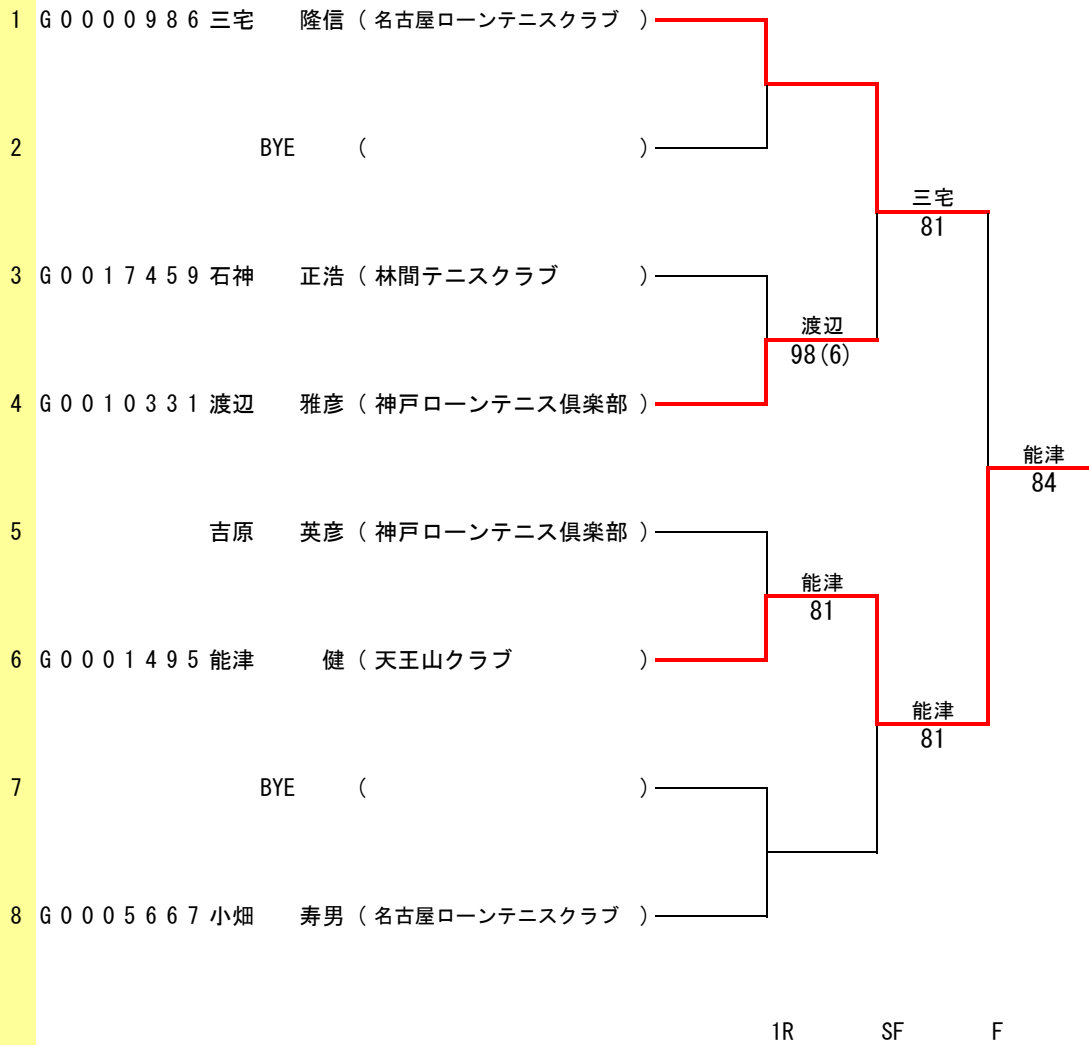 1 G0000986 三宅 隆信 ( 名古屋ローンテニスクラブ )
2 BYE ( )
三宅
81
3 G0017459 石神 正浩 ( 林間テニスクラブ )
渡辺
98(6)
4 G0010331 渡辺 雅彦 ( 神戸ローンテニス倶楽部 )
能津
84
5 吉原 英彦 ( 神戸ローンテニス倶楽部 )
能津
81
6 G0001495 能津 健 ( 天王山クラブ )
能津
81
7 BYE ( )
8 G0005667 小畑 寿男 ( 名古屋ローンテニスクラブ )
1R SF F